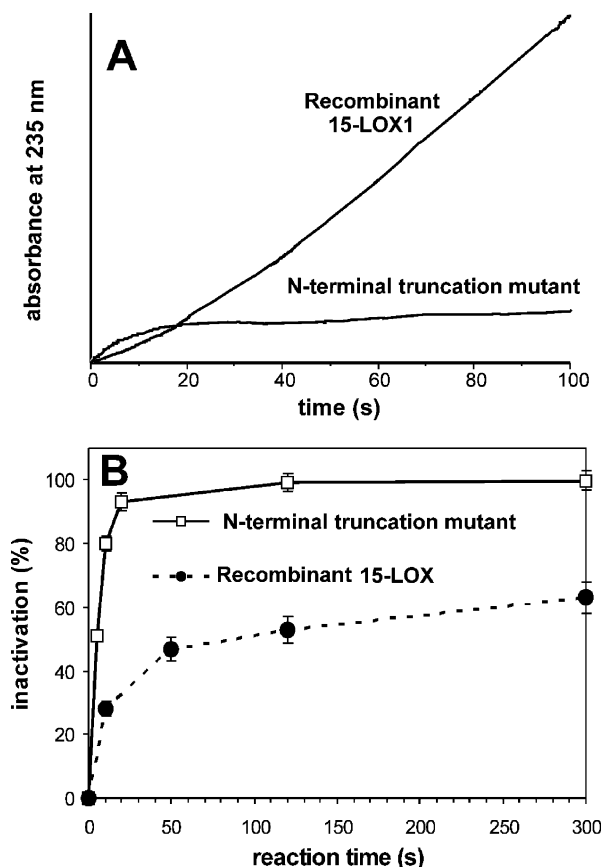 A
Recombinant
15-LOX1
N-terminal truncation mutant
absorbance at 235 nm
0 20 40 60 80 100
time (s)
B
100
80
60
40
20
0
N-terminal truncation mutant
Recombinant 15-LOX
inactivation (%)
0 50 100 150 200 250 300
reaction time (s)